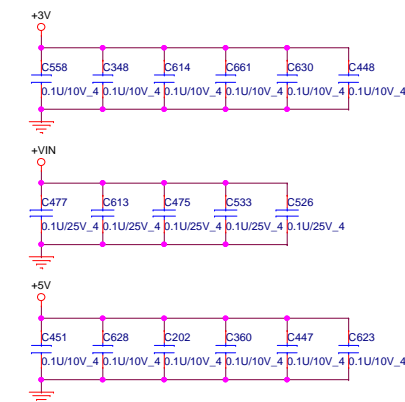 +3V
C558 C348 C614 C661 C630 C448
0.1U/10V_4 0.1U/10V_4 0.1U/10V_4 0.1U/10V_4 0.1U/10V_4 0.1U/10V_4
+VIN
C477 C613 C475 C533 C526
0.1U/25V_4 0.1U/25V_4 0.1U/25V_4 0.1U/25V_4 0.1U/25V_4
+5V
C451 C628 C202 C360 C447 C623
0.1U/10V_4 0.1U/10V_4 0.1U/10V_4 0.1U/10V_4 0.1U/10V_4 0.1U/10V_4